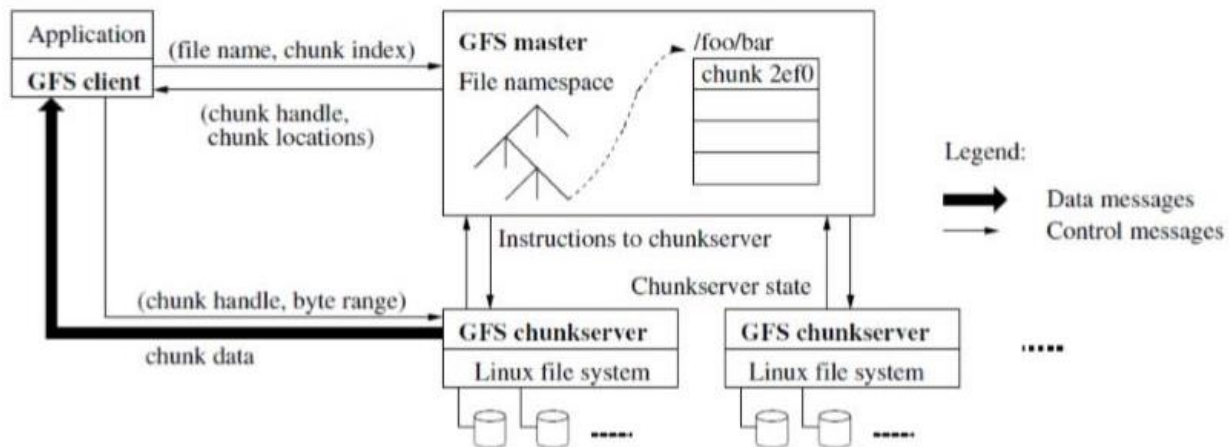 Application
GFS client
(file name, chunk index)
(chunk handle,
chunk locations)
GFS master
File namespace
/foo/bar
chunk 2ef0
Legend:
Data messages
Control messages
Instructions to chunkserver
Chunkserver state
(chunk handle, byte range)
chunk data
GFS chunkserver
Linux file system
GFS chunkserver
Linux file system